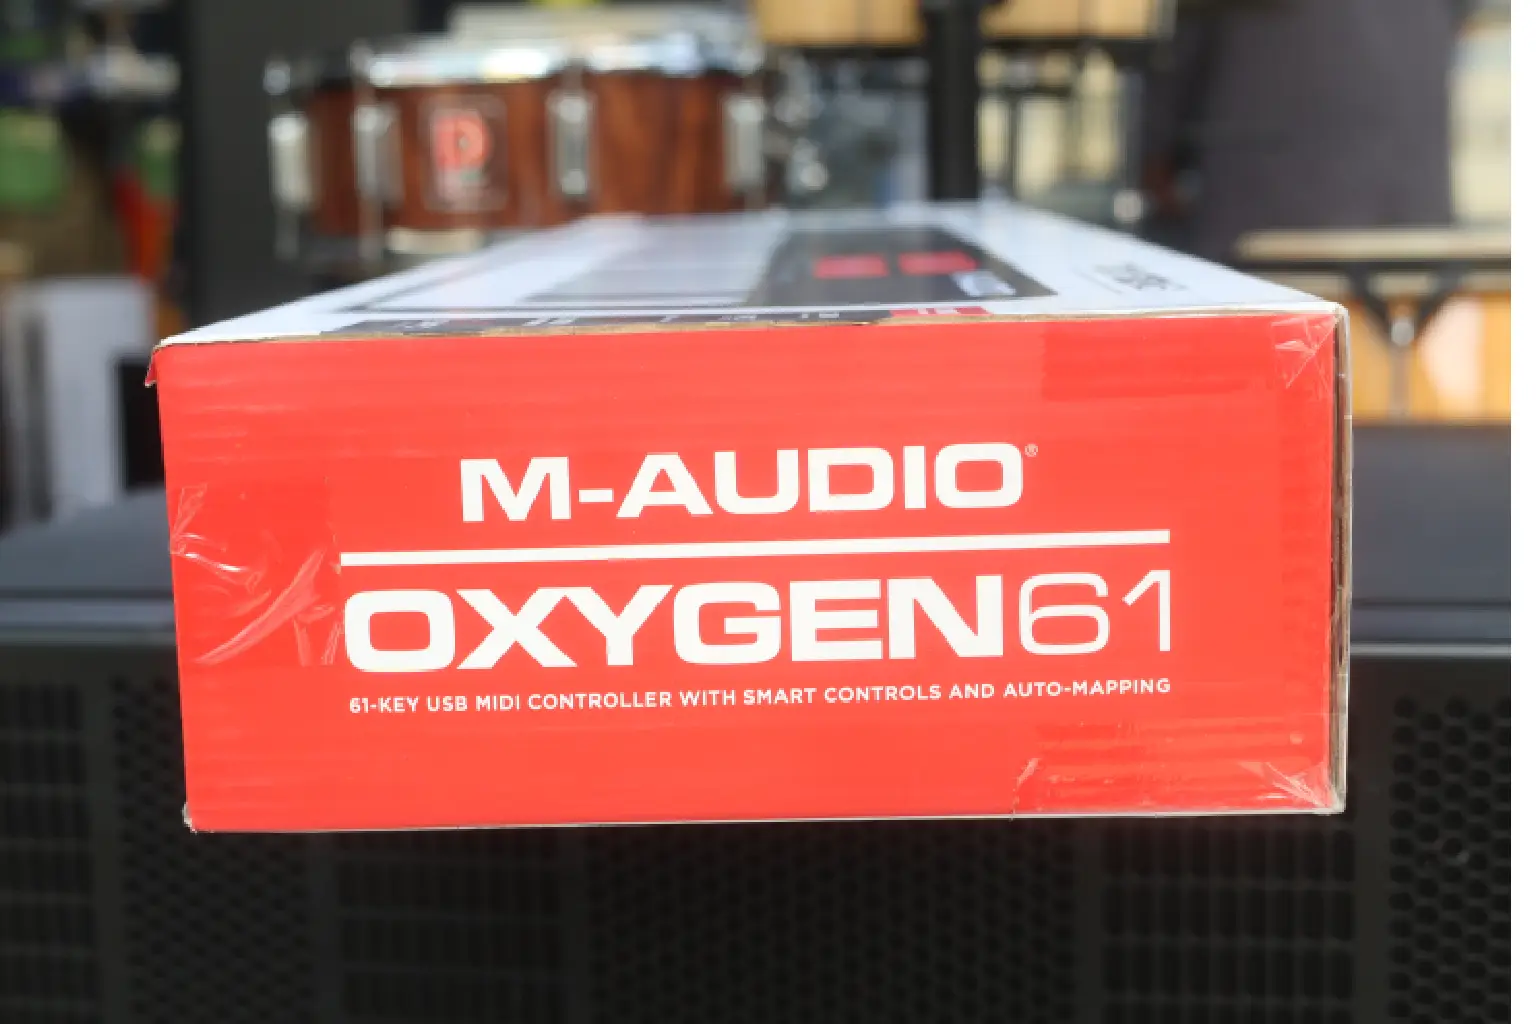 M-AUDIO®
OXYGEN61
61-KEY USB MIDI CONTROLLER WITH SMART CONTROLS AND AUTO-MAPPING